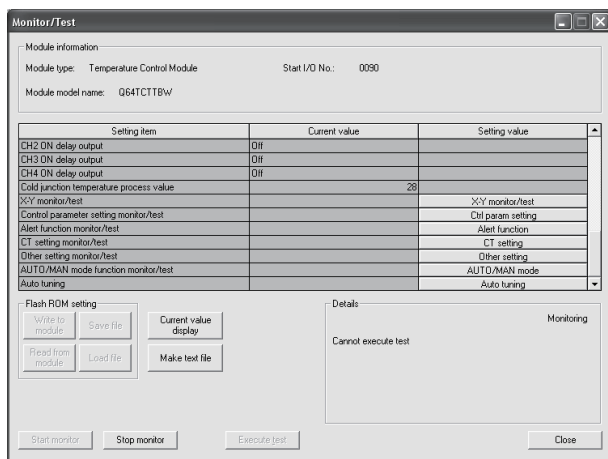 Monitor/Test
Module information
Module type: Temperature Control Module Start I/O No.: 0090
Module model name: Q64TCTTBW
Setting item Current value Setting value
CH2 ON delay output Off
CH3 ON delay output Off
CH4 ON delay output Off
Cold junction temperature process value 28
X-Y monitor/test X-Y monitor/test
Control parameter setting monitor/test Ctrl param setting
Alert function monitor/test Alert function
CT setting monitor/test CT setting
Other setting monitor/test Other setting
AUTO/MAN mode function monitor/test AUTO/MAN mode
Auto tuning Auto tuning
Flash ROM setting
Write to module
Save file
Current value display
Read from module
Load file
Make text file
Details
Monitoring
Cannot execute test
Start monitor Stop monitor Execute test Close